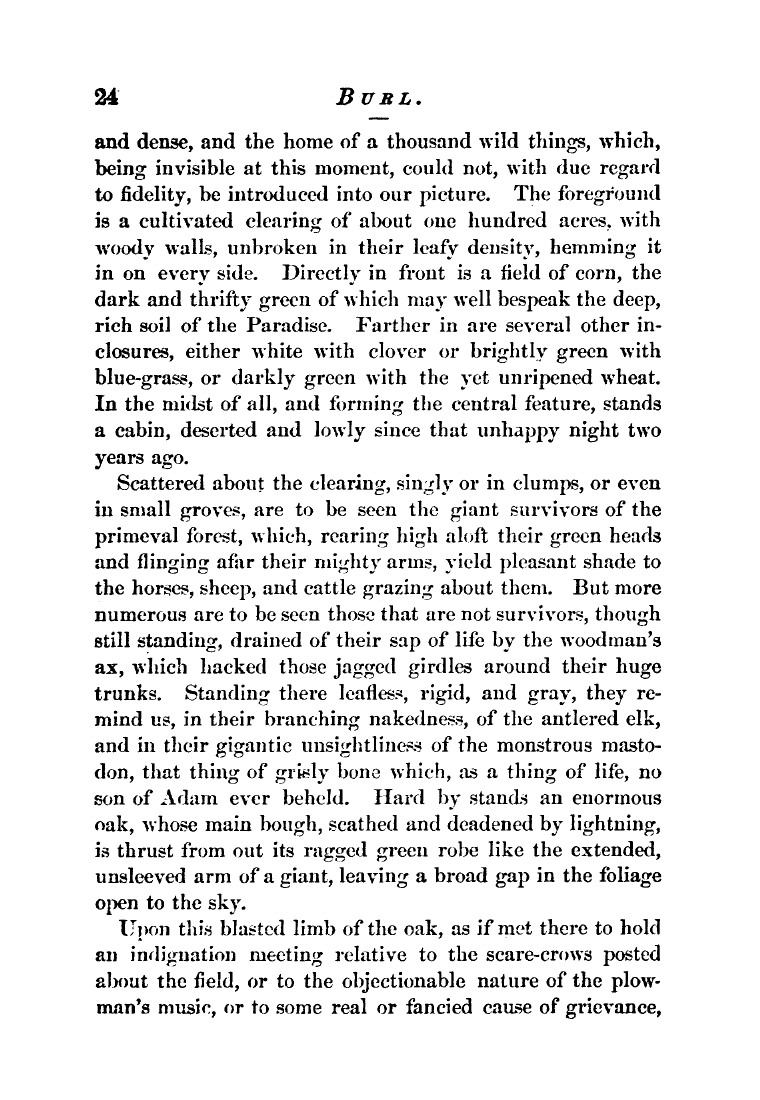 24 BURL.
and dense, and the home of a thousand wild things, which,
being invisible at this moment, could not, with due regard
to fidelity, be introduced into our picture. The foreground
is a cultivated clearing of about one hundred acres, with
woody walls, unbroken in their leafy density, hemming it
in on every side. Directly in front is a field of corn, the
dark and thrifty green of which may well bespeak the deep,
rich soil of the Paradise. Farther in are several other in-
closures, either white with clover or brightly green with
blue-grass, or darkly green with the yet unripened wheat.
In the midst of all, and forming the central feature, stands
a cabin, deserted and lowly since that unhappy night two
years ago.
Scattered about the clearing, singly or in clumps, or even
in small groves, are to be seen the giant survivors of the
primeval forest, which, rearing high aloft their green heads
and flinging afar their mighty arms, yield pleasant shade to
the horses, sheep, and cattle grazing about them. But more
numerous are to be seen those that are not survivors, though
still standing, drained of their sap of life by the woodman's
ax, which hacked those jagged girdles around their huge
trunks. Standing there leafless, rigid, and gray, they re-
mind us, in their branching nakedness, of the antlered elk,
and in their gigantic unsightliness of the monstrous masto-
don, that thing of grisly bone which, as a thing of life, no
son of Adam ever beheld. Hard by stands an enormous
oak, whose main bough, scathed and deadened by lightning,
is thrust from out its ragged green robe like the extended,
unsleeved arm of a giant, leaving a broad gap in the foliage
open to the sky.
Upon this blasted limb of the oak, as if met there to hold
an indignation meeting relative to the scare-crows posted
about the field, or to the objectionable nature of the plow-
man's music, or to some real or fancied cause of grievance,